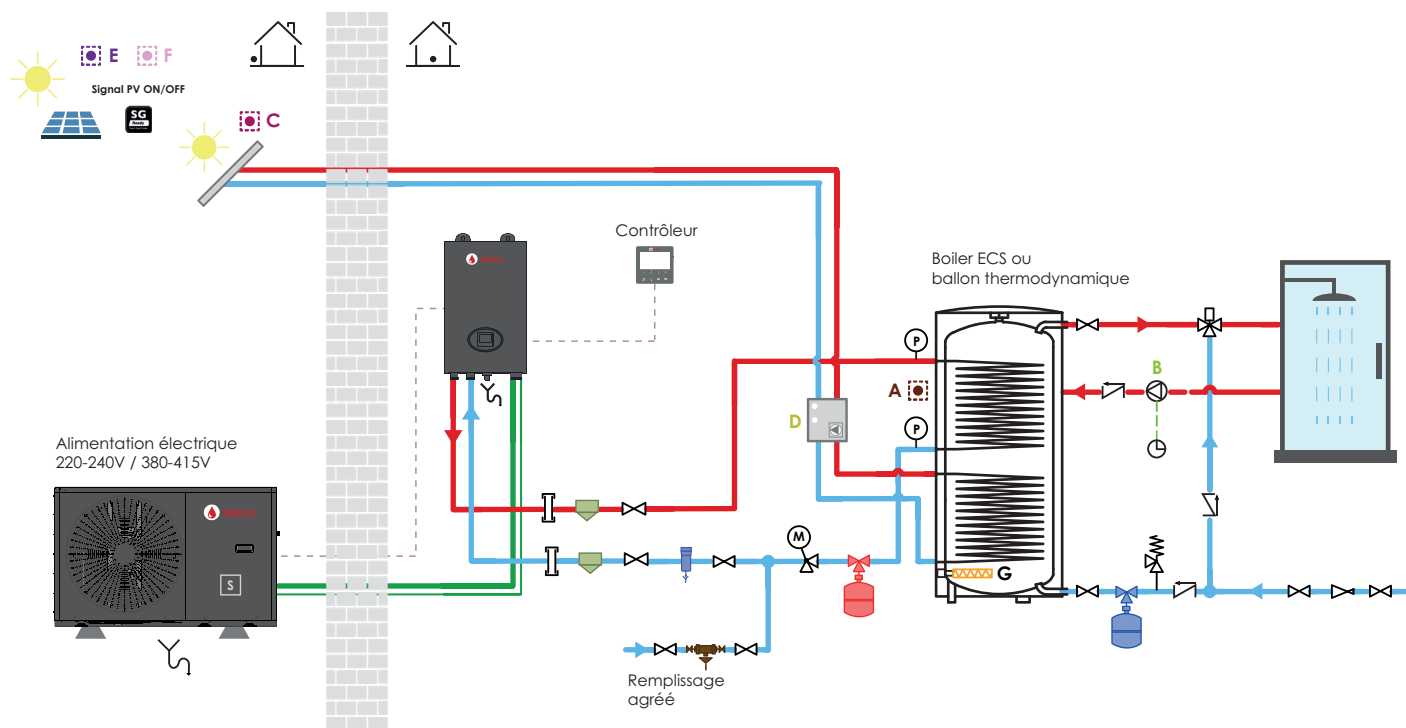 E
F
Signal PV ON/OFF
SG
Ready
C
Contrôleur
Boiler ECS ou
ballon thermodynamique
P
A
B
D
P
Alimentation électrique
220-240V / 380-415V
M
S
G
Remplissage
agréé